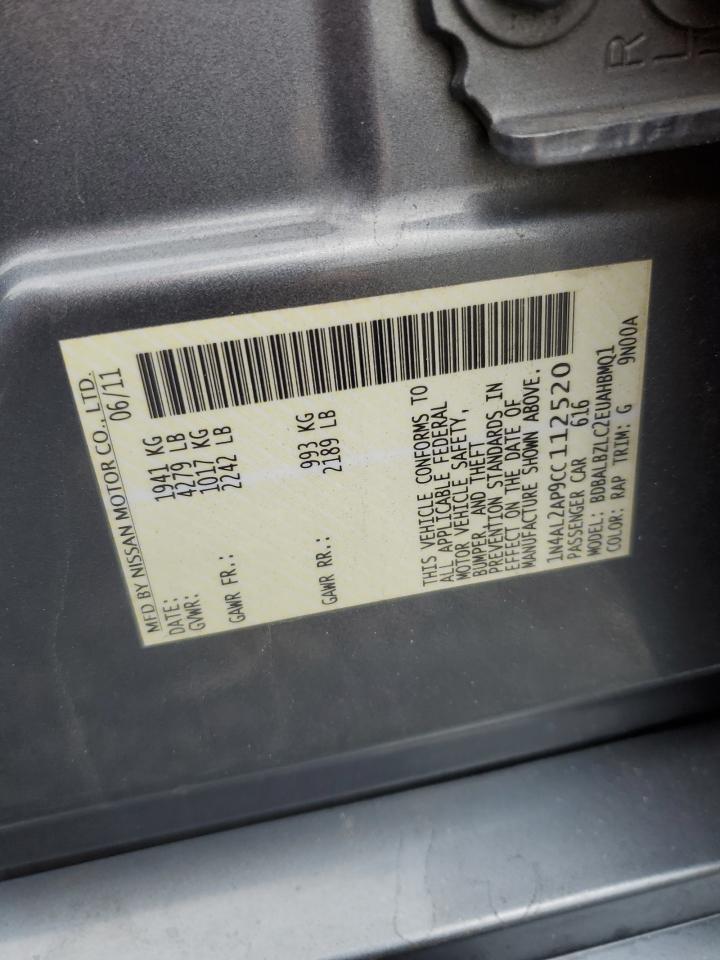 MFD BY NISSAN MOTOR CO., LTD.
DATE: 06/11
GVWR: 1941 KG
4279 LB
GAWR FR.: 1017 KG
2242 LB
GAWR RR.: 993 KG
2189 LB
THIS VEHICLE CONFORMS TO
ALL APPLICABLE FEDERAL
MOTOR VEHICLE SAFETY,
BUMPER, AND THEFT
PREVENTION STANDARDS IN
EFFECT ON THE DATE OF
MANUFACTURE SHOWN ABOVE.
1N4AL2AP9CC112520
PASSENGER CAR 616
MODEL: BDBALBZLC2EUAHBMQ1
COLOR: RAP TRIM: G 9N00A
R
L